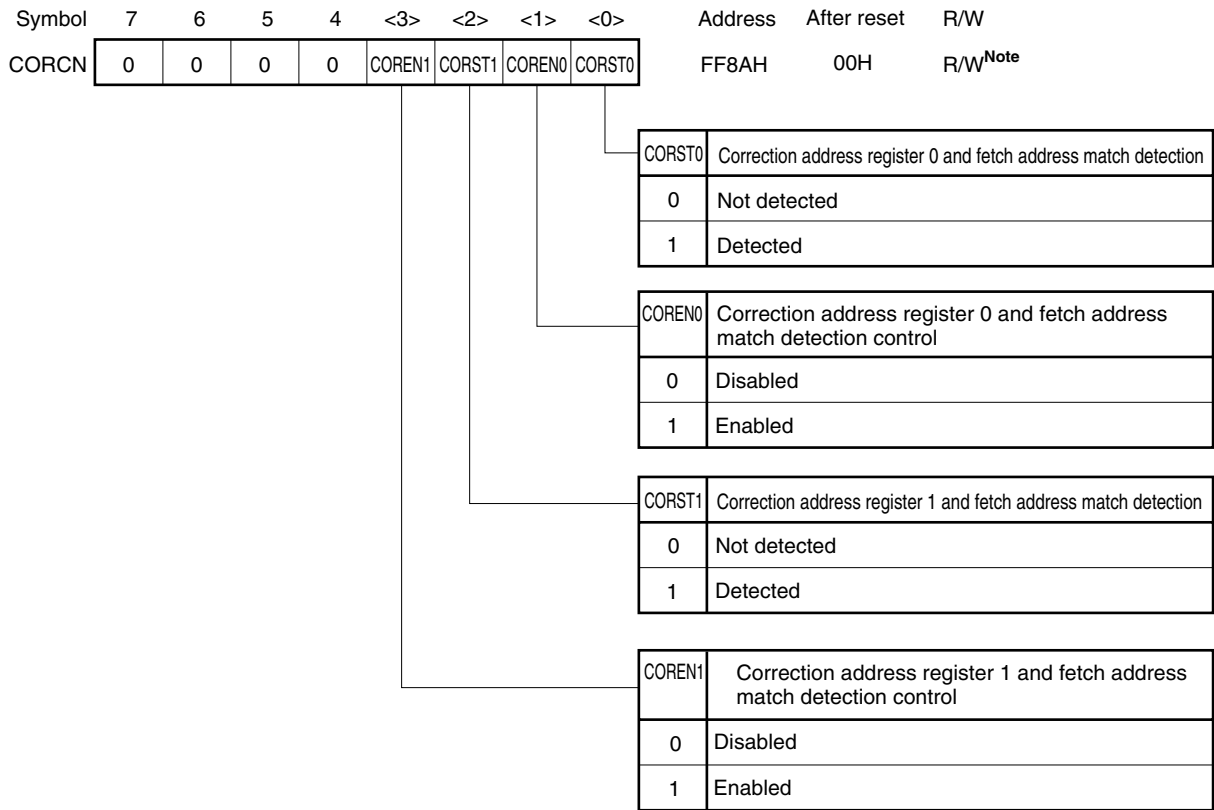 Symbol 7 6 5 4 <3> <2> <1> <0> Address After reset R/W
CORCN 0 0 0 0 COREN1 CORST1 COREN0 CORST0 FF8AH 00H R/WNote
CORST0 Correction address register 0 and fetch address match detection
0 Not detected
1 Detected
COREN0 Correction address register 0 and fetch address
match detection control
0 Disabled
1 Enabled
CORST1 Correction address register 1 and fetch address match detection
0 Not detected
1 Detected
COREN1 Correction address register 1 and fetch address
match detection control
0 Disabled
1 Enabled